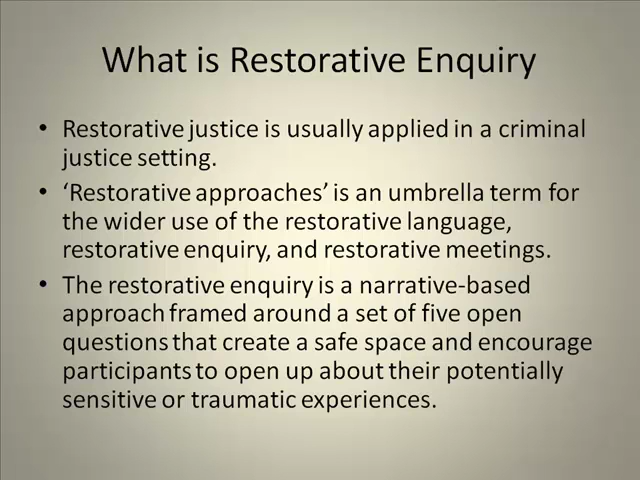 What is Restorative Enquiry
• Restorative justice is usually applied in a criminal
justice setting.
• ‘Restorative approaches’ is an umbrella term for
the wider use of the restorative language,
restorative enquiry, and restorative meetings.
• The restorative enquiry is a narrative-based
approach framed around a set of five open
questions that create a safe space and encourage
participants to open up about their potentially
sensitive or traumatic experiences.